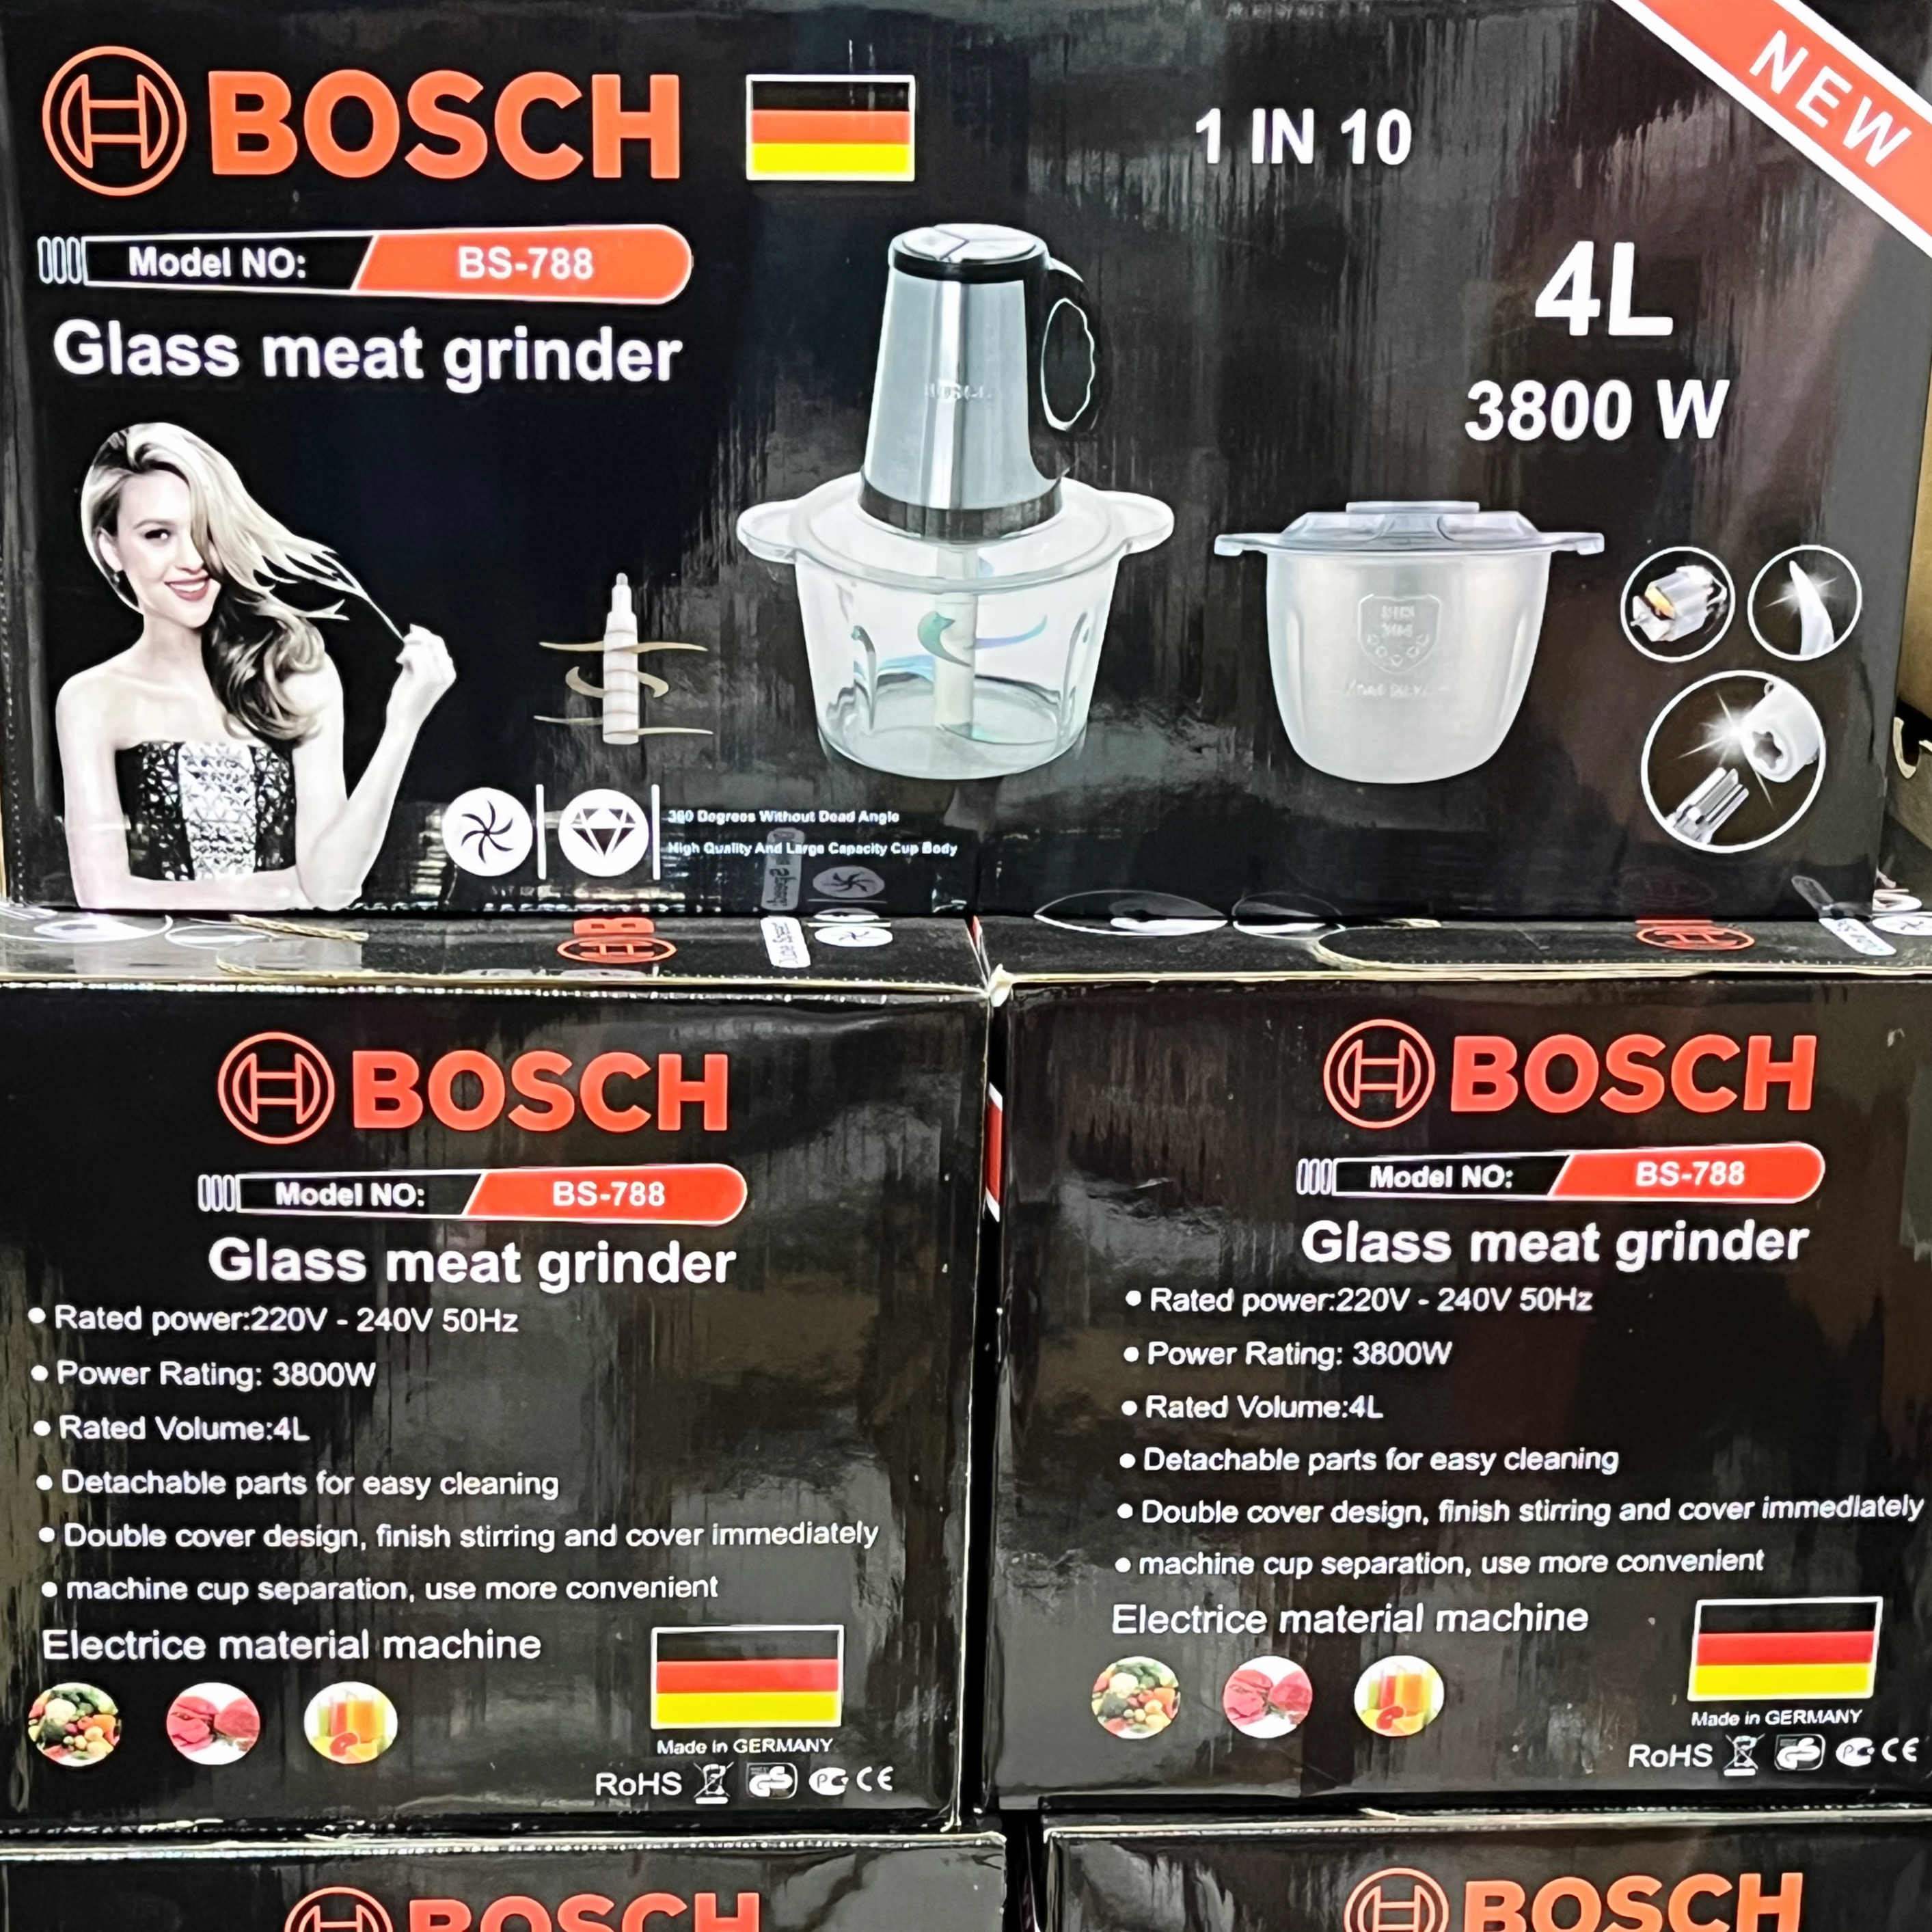 BOSCH
1 IN 10
NEW
Model NO: BS-788
Glass meat grinder
4L
3800 W
360 Degrees Without Dead Angle
High Quality And Large Capacity Cup Body
BOSCH
Model NO: BS-788
Glass meat grinder
• Rated power:220V - 240V 50Hz
• Power Rating: 3800W
• Rated Volume:4L
• Detachable parts for easy cleaning
• Double cover design, finish stirring and cover immediately
• machine cup separation, use more convenient
Electrice material machine
Made in GERMANY
RoHS CE
BOSCH
Model NO: BS-788
Glass meat grinder
• Rated power:220V - 240V 50Hz
• Power Rating: 3800W
• Rated Volume:4L
• Detachable parts for easy cleaning
• Double cover design, finish stirring and cover immediately
• machine cup separation, use more convenient
Electrice material machine
Made in GERMANY
RoHS CE
BOSCH
BOSCH